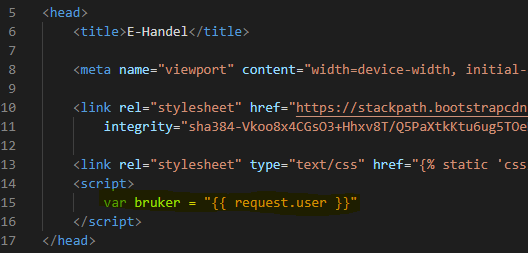 5 <head>
6 <title>E-Handel</title>
7
8 <meta name="viewport" content="width=device-width, initial-
9
10 <link rel="stylesheet" href="https://stackpath.bootstrapcdn
11 integrity="sha384-Vkoo8x4CGsO3+Hhxv8T/Q5PaXtkKtu6ug5TOe
12
13 <link rel="stylesheet" type="text/css" href="{% static 'css
14 <script>
15 var bruker = "{{ request.user }}"
16 </script>
17 </head>